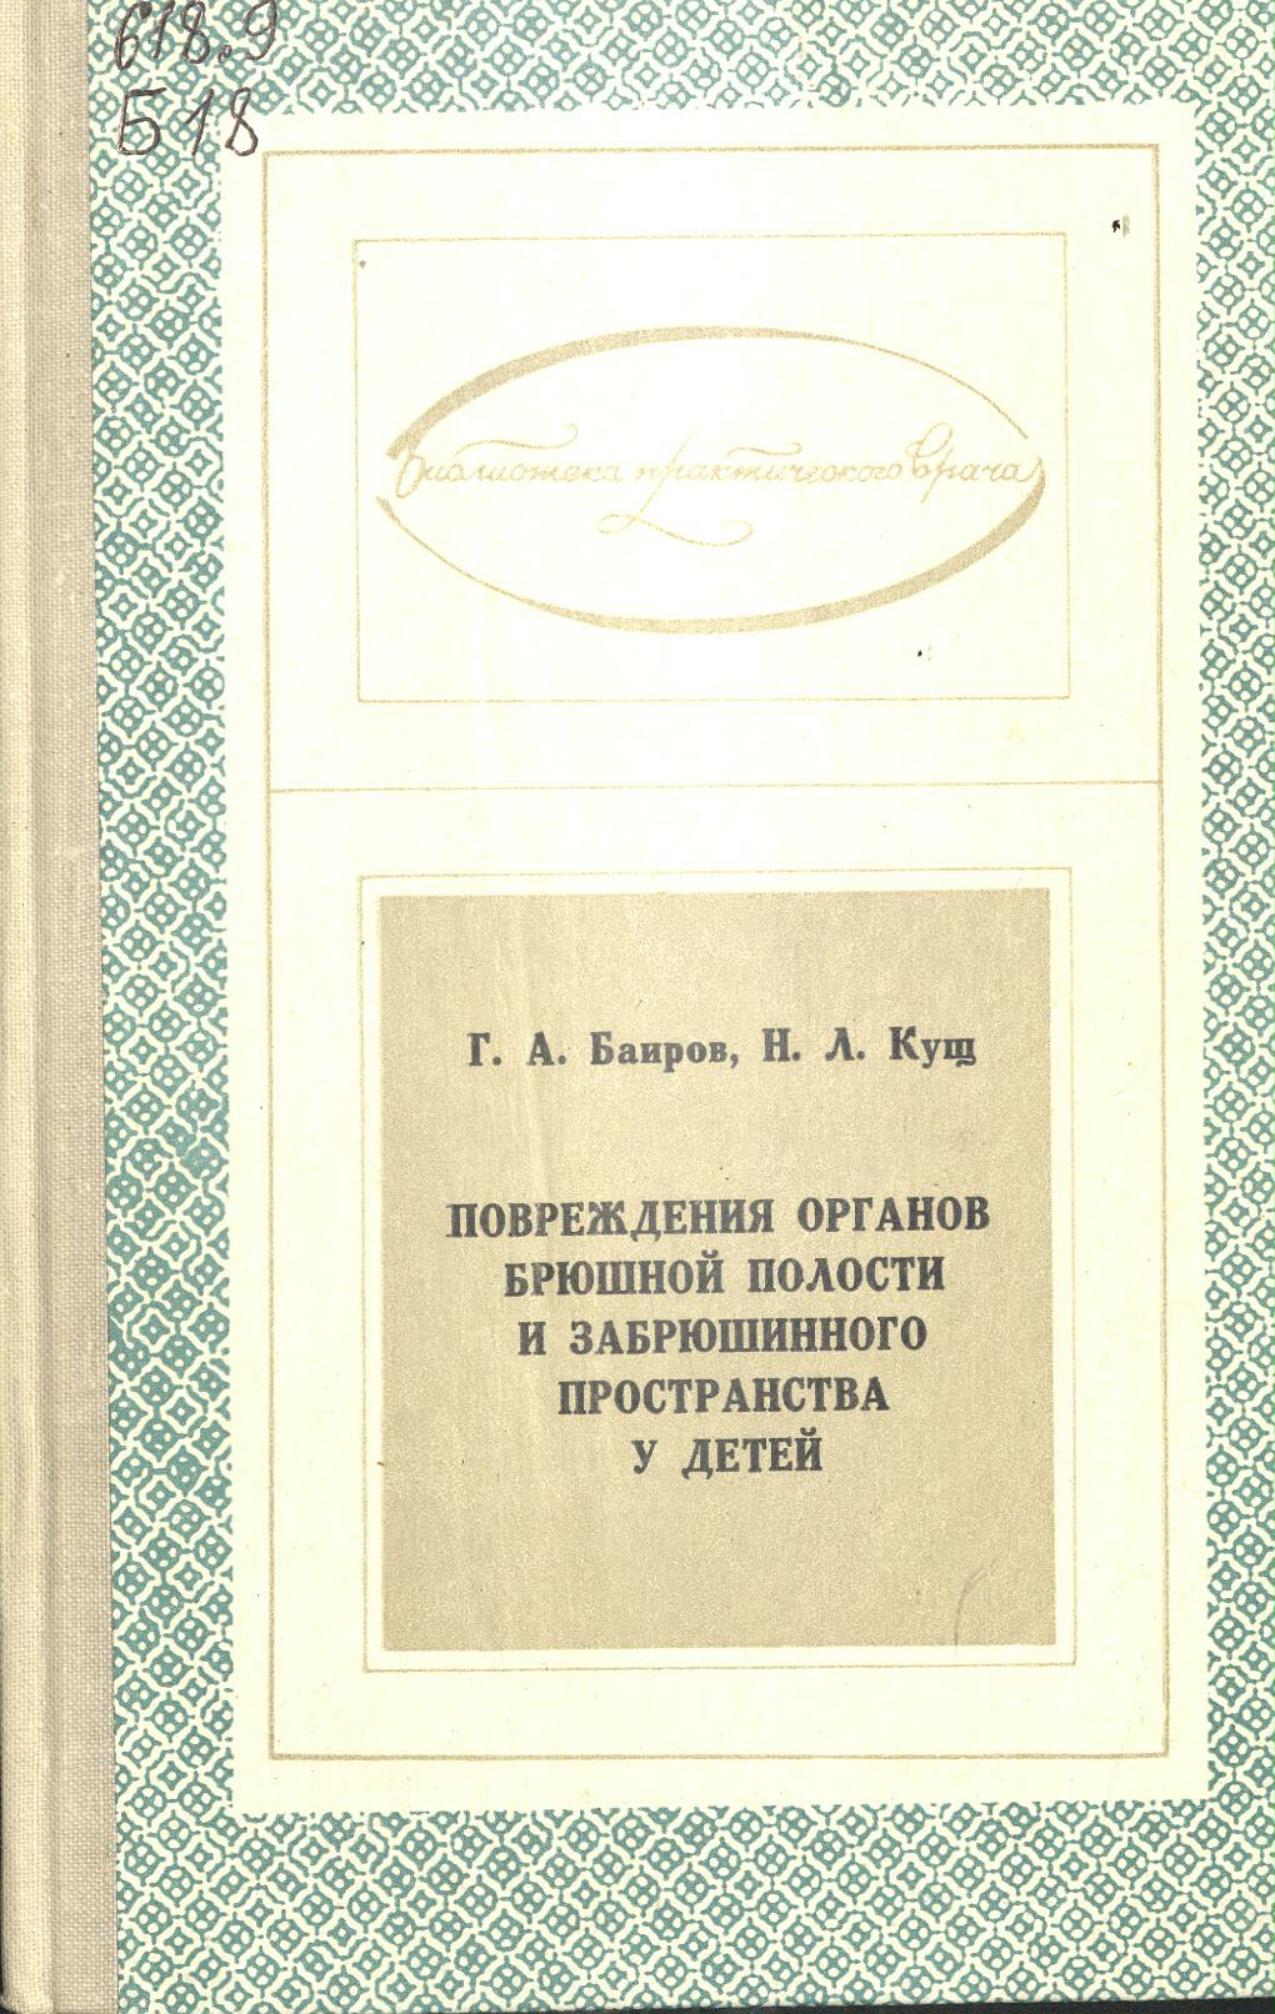 618.9
Б18
Библиотека практического врача
Г. А. Баиров, Н. Л. Кущ
ПОВРЕЖДЕНИЯ ОРГАНОВ
БРЮШНОЙ ПОЛОСТИ
И ЗАБРЮШИННОГО
ПРОСТРАНСТВА
У ДЕТЕЙ